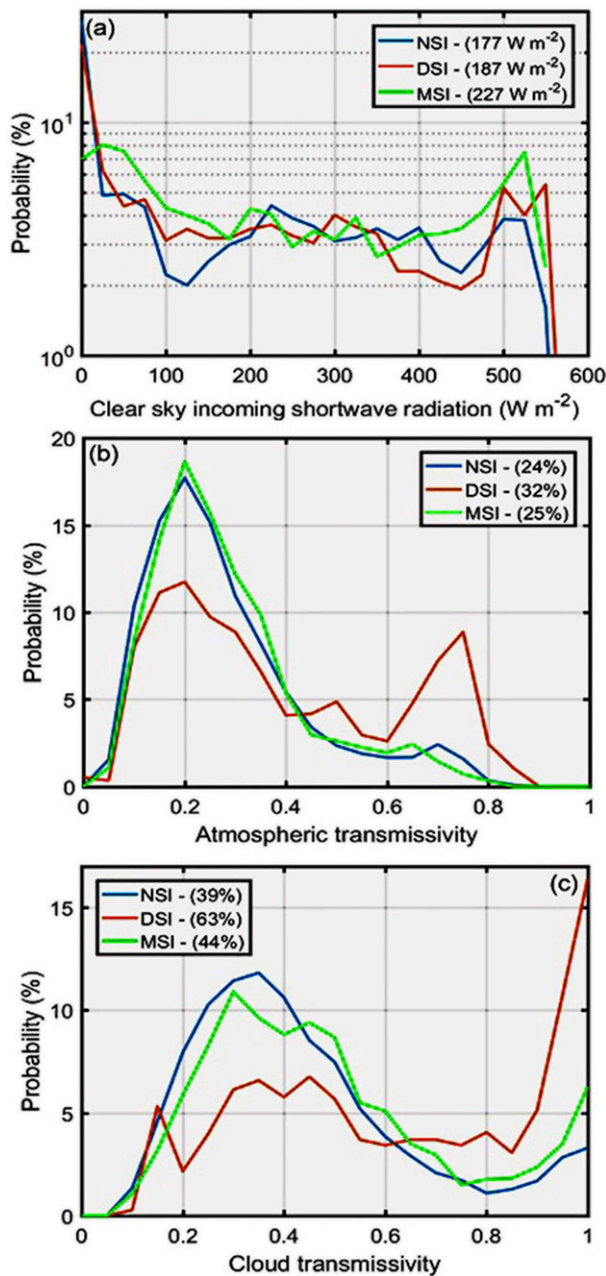 (a)
NSI - (177 W m⁻²)
DSI - (187 W m⁻²)
MSI - (227 W m⁻²)
Probability (%)
10¹
10⁰
0 100 200 300 400 500 600
Clear sky incoming shortwave radiation (W m⁻²)
(b)
NSI - (24%)
DSI - (32%)
MSI - (25%)
Probability (%)
20
15
10
5
0
0 0.2 0.4 0.6 0.8 1
Atmospheric transmissivity
NSI - (39%)
DSI - (63%)
MSI - (44%)
(c)
Probability (%)
15
10
5
0
0 0.2 0.4 0.6 0.8 1
Cloud transmissivity